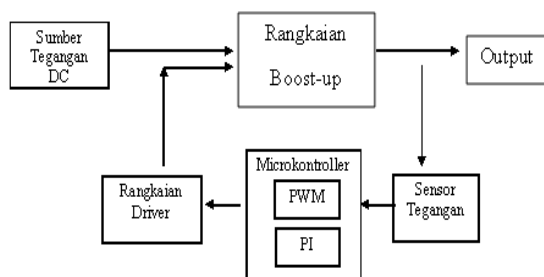 Sumber
Tegangan
DC
Rangkaian
Boost-up
Output
Microkontroller
PWM
PI
Rangkaian
Driver
Sensor
Tegangan